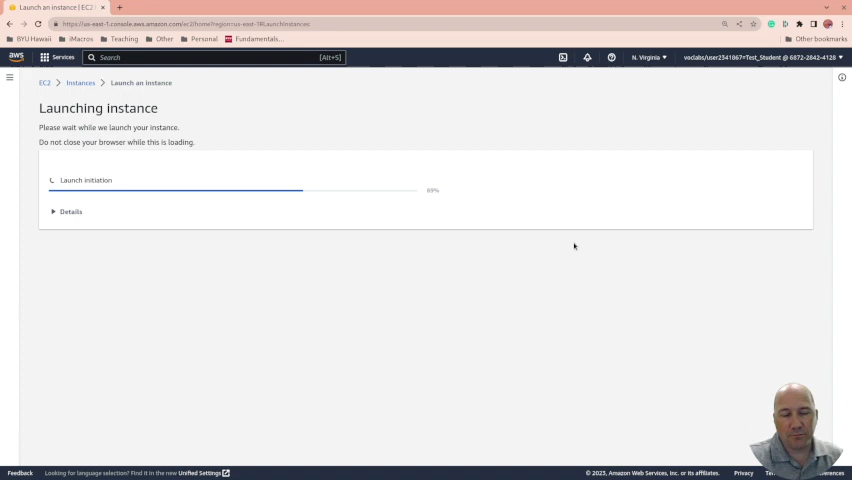 Launch an instance | EC2
https://us-east-1.console.aws.amazon.com/ec2/home?region=us-east-1#LaunchInstances:
BYU Hawaii iMacros Teaching Other Personal Fundamentals... Other bookmarks
aws Services Search [Alt+S] N. Virginia voclabs/user2341867=Test_Student @ 6872-2842-4128
EC2 Instances Launch an instance
Launching instance
Please wait while we launch your instance.
Do not close your browser while this is loading.
Launch initiation
69%
Details
Feedback Looking for language selection? Find it in the new Unified Settings © 2023, Amazon Web Services, Inc. or its affiliates. Privacy